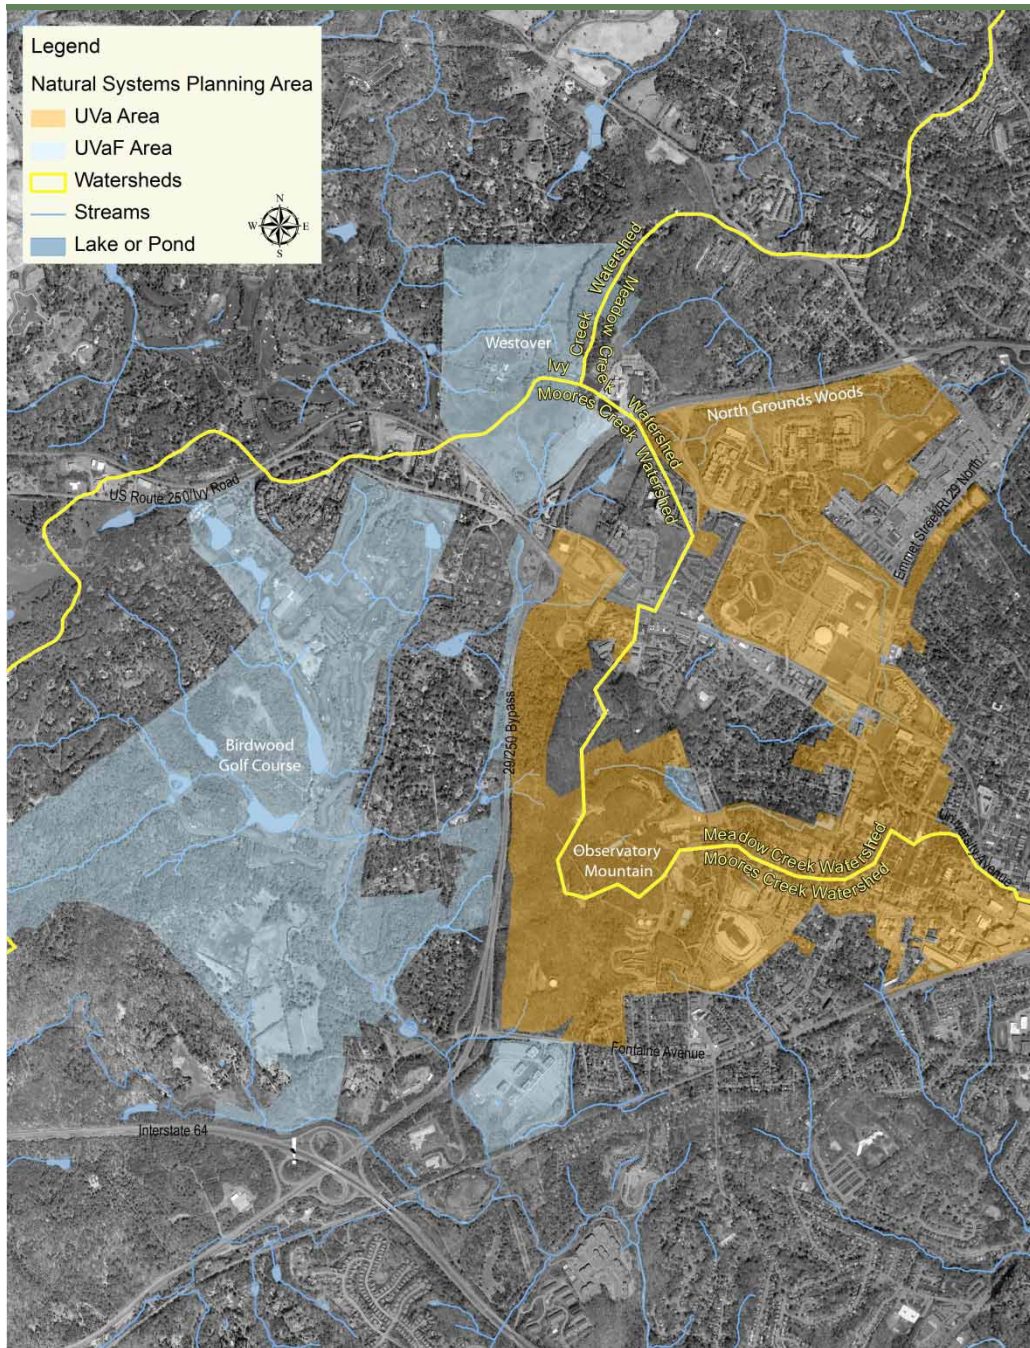 Legend
Natural Systems Planning Area
UVa Area
UVaF Area
Watersheds
Streams
Lake or Pond
N
W
E
S
Ivy Creek Watershed
Meadow Creek Watershed
Moores Creek Watershed
Westover
North Grounds Woods
US Route 250/Ivy Road
Emmet Street/Rt 29 North
29/250 Bypass
Birdwood
Golf Course
Observatory
Mountain
Meadow Creek Watershed
Moores Creek Watershed
University Avenue
Fontaine Avenue
Interstate 64